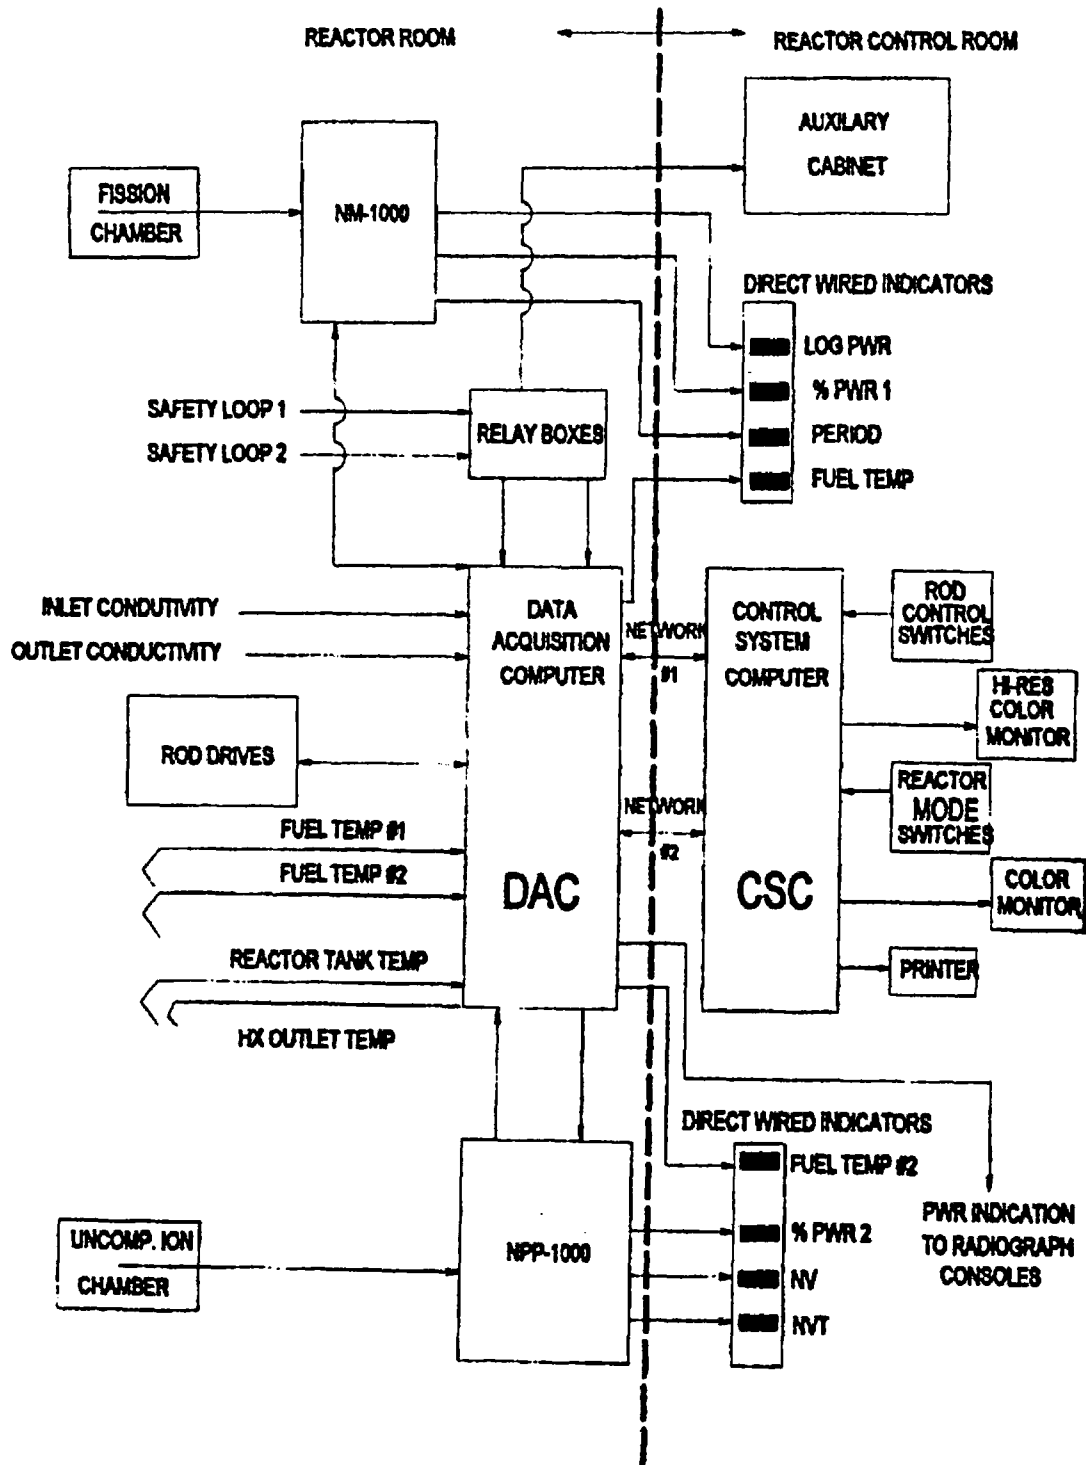 REACTOR ROOM
REACTOR CONTROL ROOM
AUXILARY
CABINET
FISSION
CHAMBER
NM-1000
DIRECT WIRED INDICATORS
LOG PWR
% PWR 1
PERIOD
FUEL TEMP
SAFETY LOOP 1
SAFETY LOOP 2
RELAY BOXES
INLET CONDUTIVITY
OUTLET CONDUCTIVITY
DATA
ACQUISITION
COMPUTER
DAC
NETWORK
#1
NETWORK
#2
CONTROL
SYSTEM
COMPUTER
CSC
ROD
CONTROL
SWITCHES
HI-RES
COLOR
MONITOR
REACTOR
MODE
SWITCHES
COLOR
MONITOR
PRINTER
ROD DRIVES
FUEL TEMP #1
FUEL TEMP #2
REACTOR TANK TEMP
HX OUTLET TEMP
DIRECT WIRED INDICATORS
FUEL TEMP #2
% PWR 2
NV
NVT
UNCOMP. ION
CHAMBER
NPP-1000
PWR INDICATION
TO RADIOGRAPH
CONSOLES